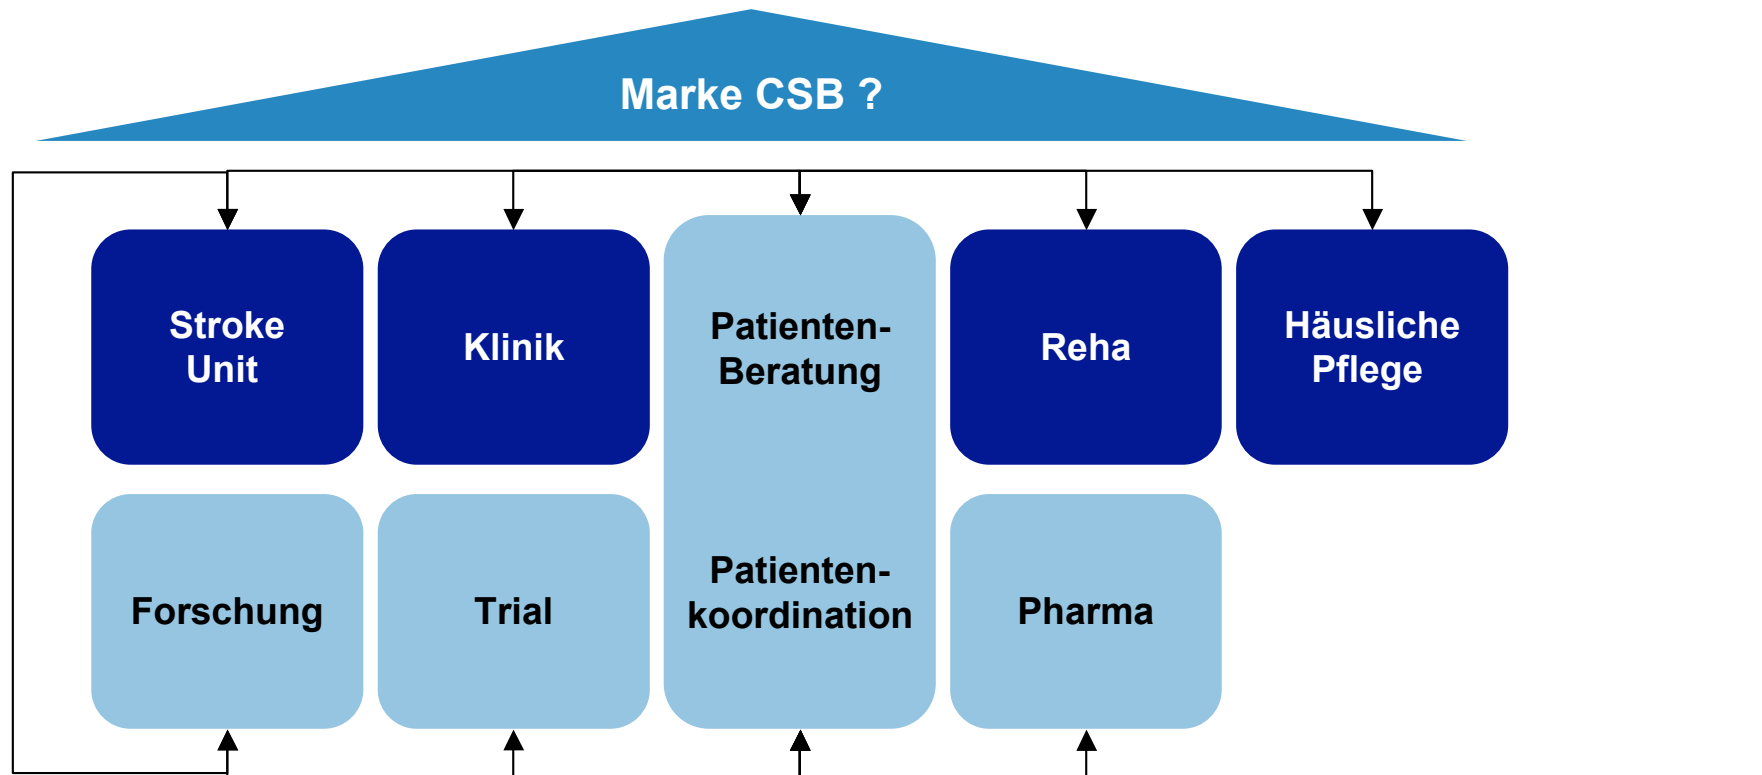 Marke CSB ?
Stroke
Unit
Klinik
Patienten-
Beratung
Reha
Häusliche
Pflege
Forschung
Trial
Patienten-
koordination
Pharma